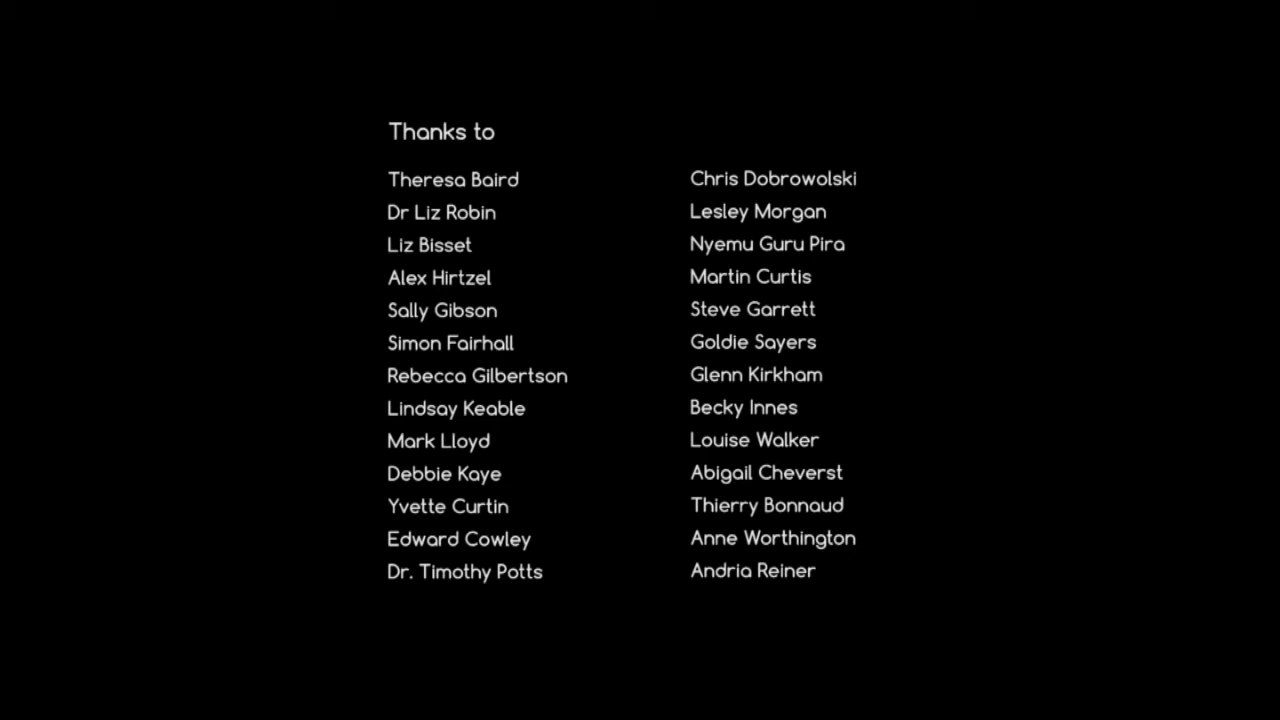 Thanks to
Theresa Baird
Dr Liz Robin
Liz Bisset
Alex Hirtzel
Sally Gibson
Simon Fairhall
Rebecca Gilbertson
Lindsay Keable
Mark Lloyd
Debbie Kaye
Yvette Curtin
Edward Cowley
Dr. Timothy Potts
Chris Dobrowolski
Lesley Morgan
Nyemu Guru Pira
Martin Curtis
Steve Garrett
Goldie Sayers
Glenn Kirkham
Becky Innes
Louise Walker
Abigail Cheverst
Thierry Bonnaud
Anne Worthington
Andria Reiner